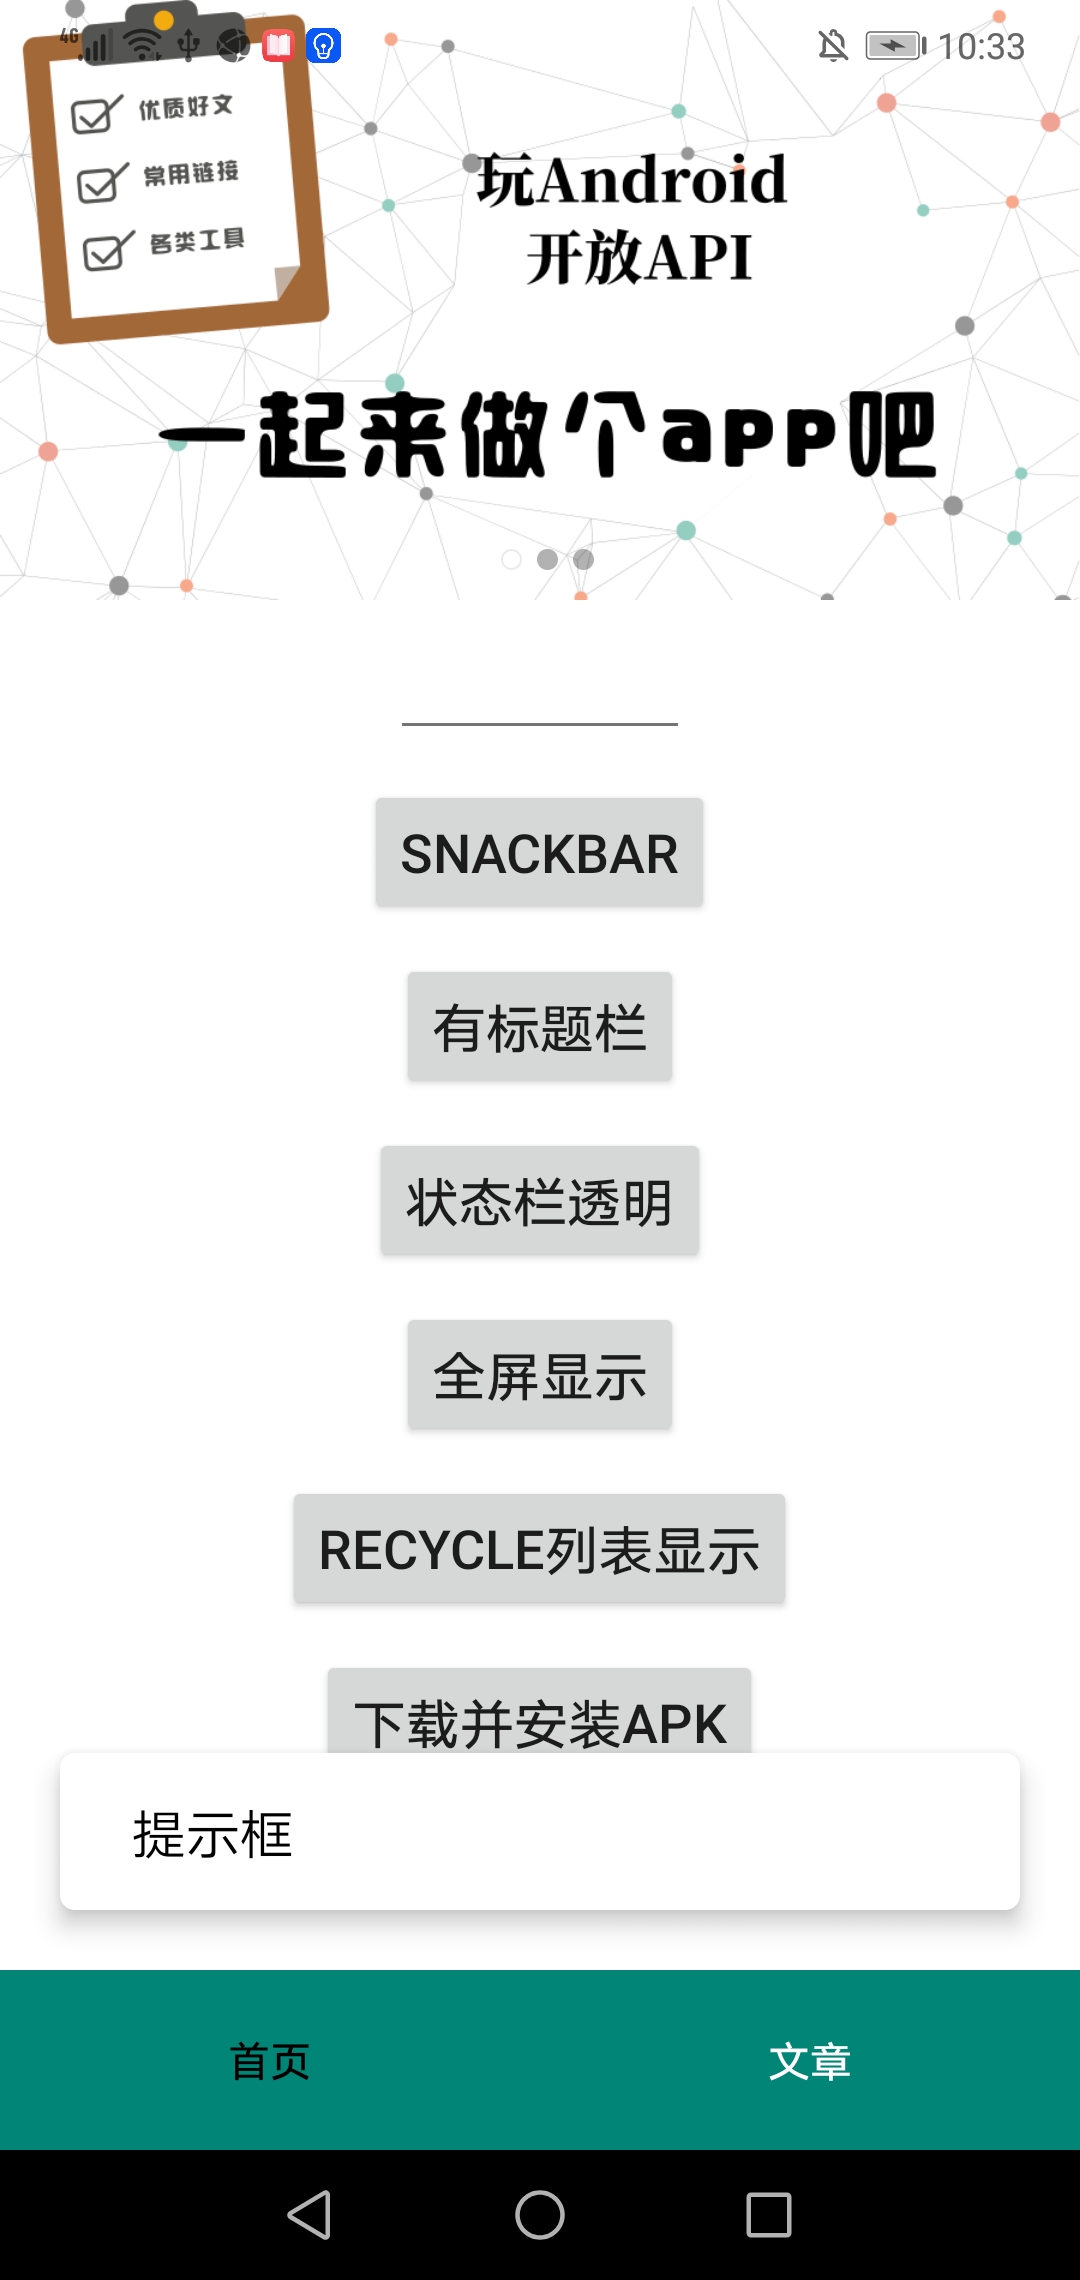 4G
10:33
优质好文
常用链接
各类工具
玩Android
开放API
一起来做个app吧
SNACKBAR
有标题栏
状态栏透明
全屏显示
RECYCLE列表显示
下载并安装APK
提示框
首页
文章